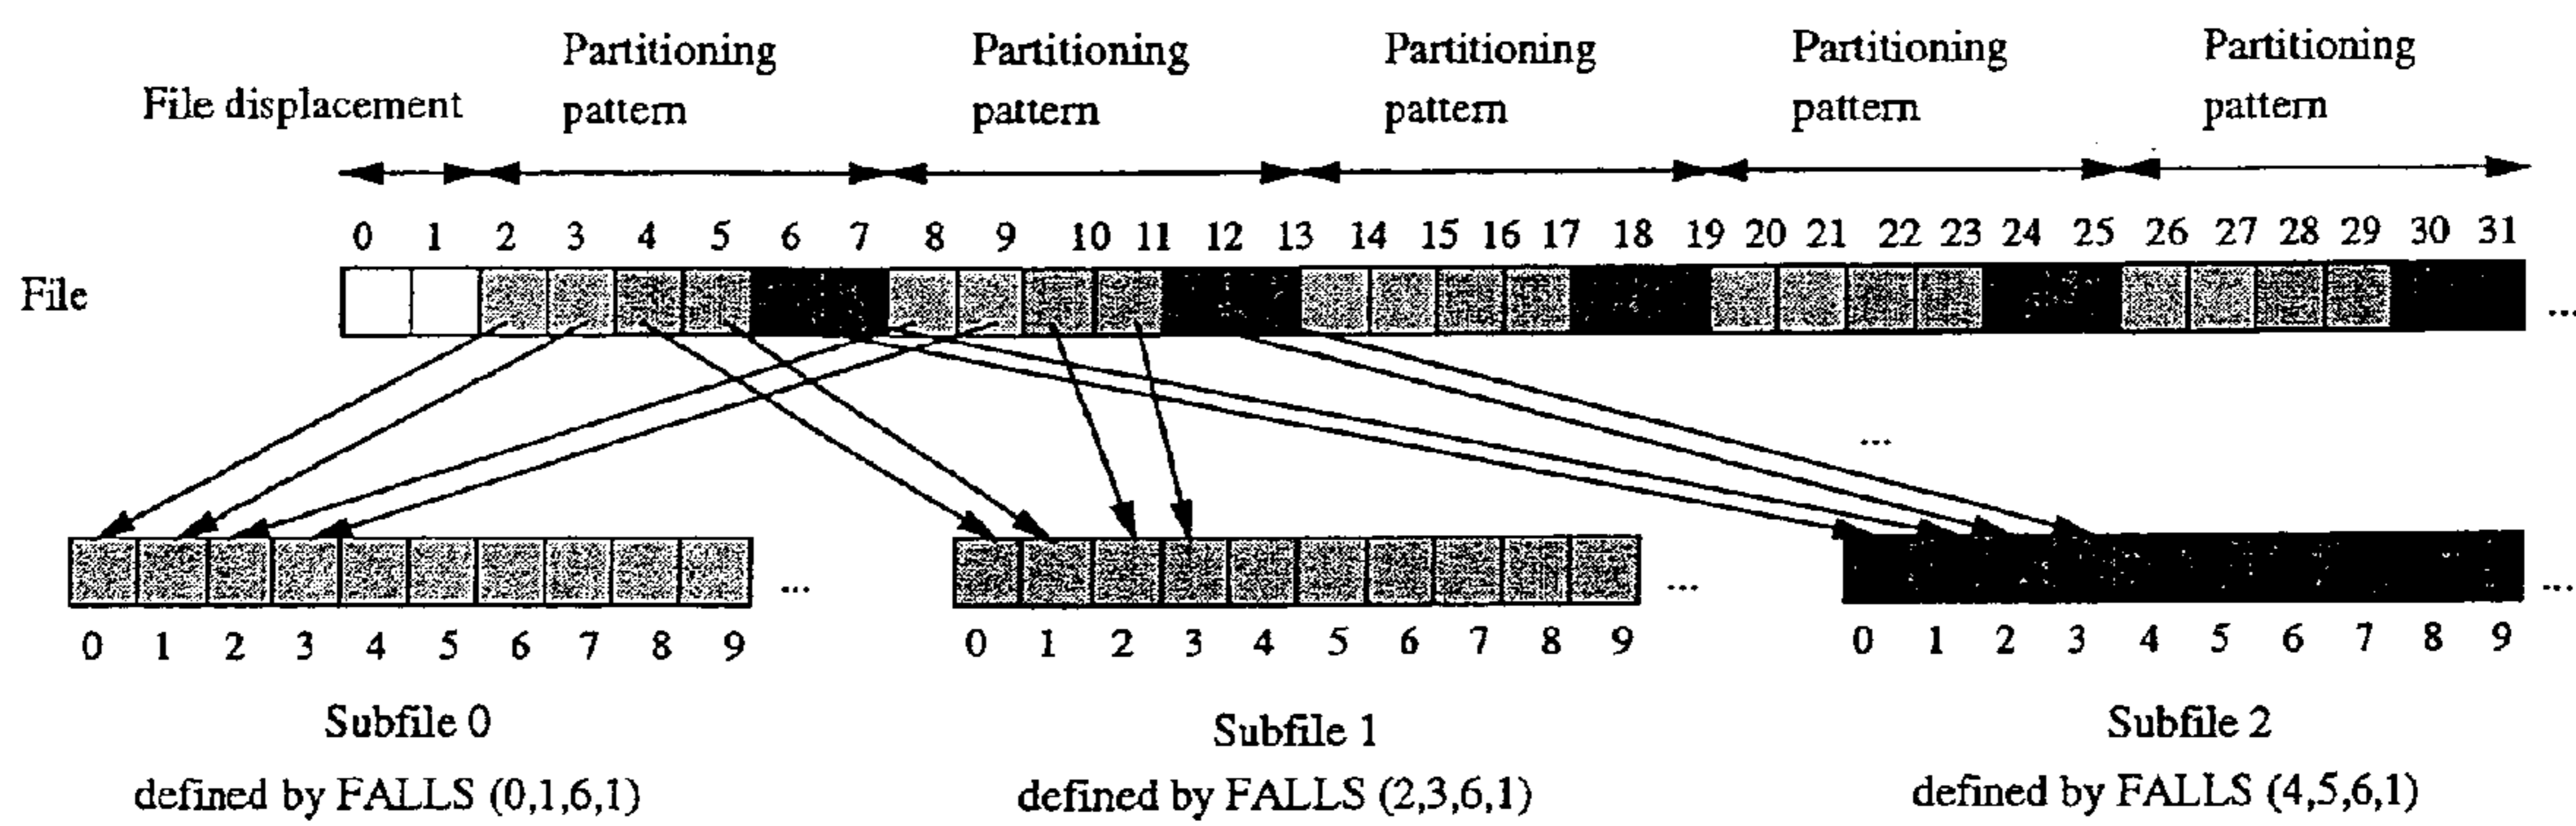 Partitioning Partitioning Partitioning Partitioning Partitioning
File displacement pattern pattern pattern pattern pattern
0 1 2 3 4 5 6 7 8 9 10 11 12 13 14 15 16 17 18 19 20 21 22 23 24 25 26 27 28 29 30 31
File ...
...
... ... ...
0 1 2 3 4 5 6 7 8 9 0 1 2 3 4 5 6 7 8 9 0 1 2 3 4 5 6 7 8 9
Subfile 0 Subfile 1 Subfile 2
defined by FALLS (0,1,6,1) defined by FALLS (2,3,6,1) defined by FALLS (4,5,6,1)